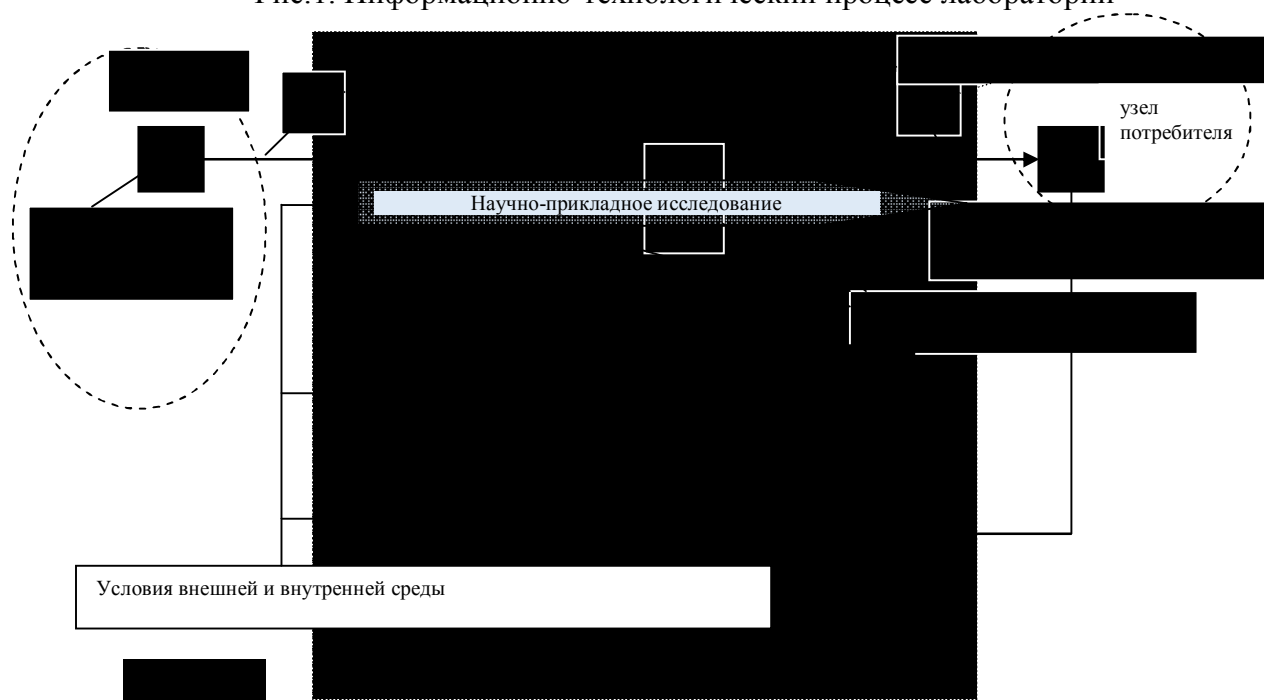 Рис.1. Информационно-технологический процесс лаборатории
узел
потребителя
Научно-прикладное исследование
Условия внешней и внутренней среды